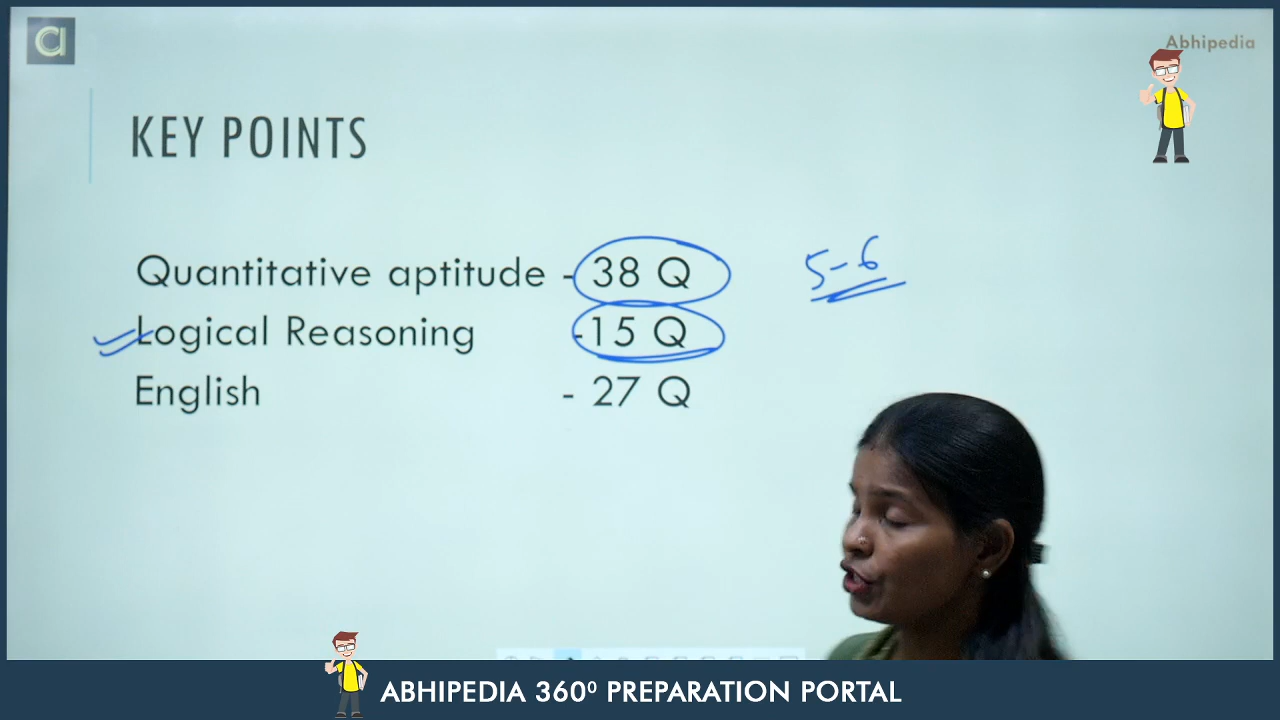 a
Abhipedia
KEY POINTS
Quantitative aptitude - 38 Q 5-6
Logical Reasoning -15 Q
English - 27 Q
ABHIPEDIA 360⁰ PREPARATION PORTAL